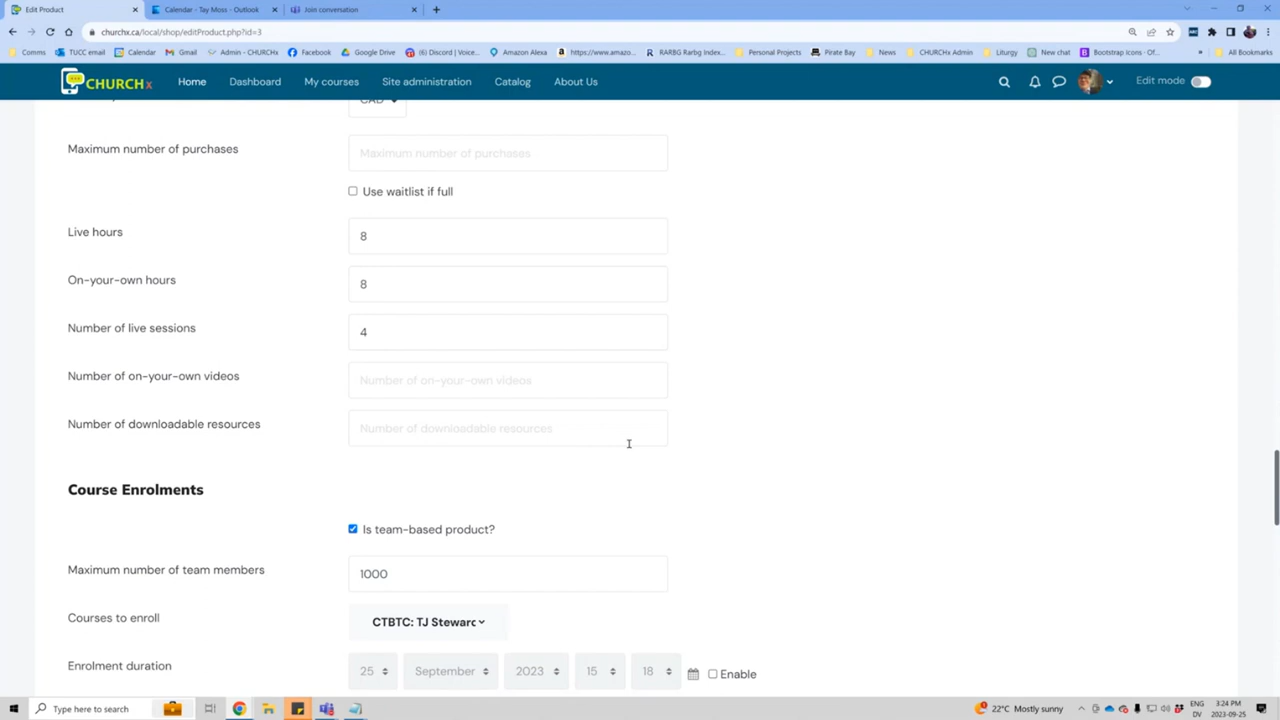 Edit Product
Calendar - Tay Moss - Outlook
Join conversation
churchx.ca/local/shop/editProduct.php?id=3
Comms
TUCC email
Calendar
Gmail
Admin - CHURCHx
Facebook
Google Drive
(6) Discord | Voice...
Amazon Alexa
https://www.amazo...
RARBG Rarbg Index...
Personal Projects
Pirate Bay
News
CHURCHx Admin
Liturgy
New chat
Bootstrap Icons · Of...
»
All Bookmarks
CHURCHx
Home
Dashboard
My courses
Site administration
Catalog
About Us
Edit mode
CAD
Maximum number of purchases
Maximum number of purchases
Use waitlist if full
Live hours
8
On-your-own hours
8
Number of live sessions
4
Number of on-your-own videos
Number of on-your-own videos
Number of downloadable resources
Number of downloadable resources
Course Enrolments
Is team-based product?
Maximum number of team members
1000
Courses to enroll
CTBTC: TJ Stewarc
Enrolment duration
25
September
2023
15
18
Enable
Type here to search
22°C Mostly sunny
ENG
DV
3:24 PM
2023-09-25